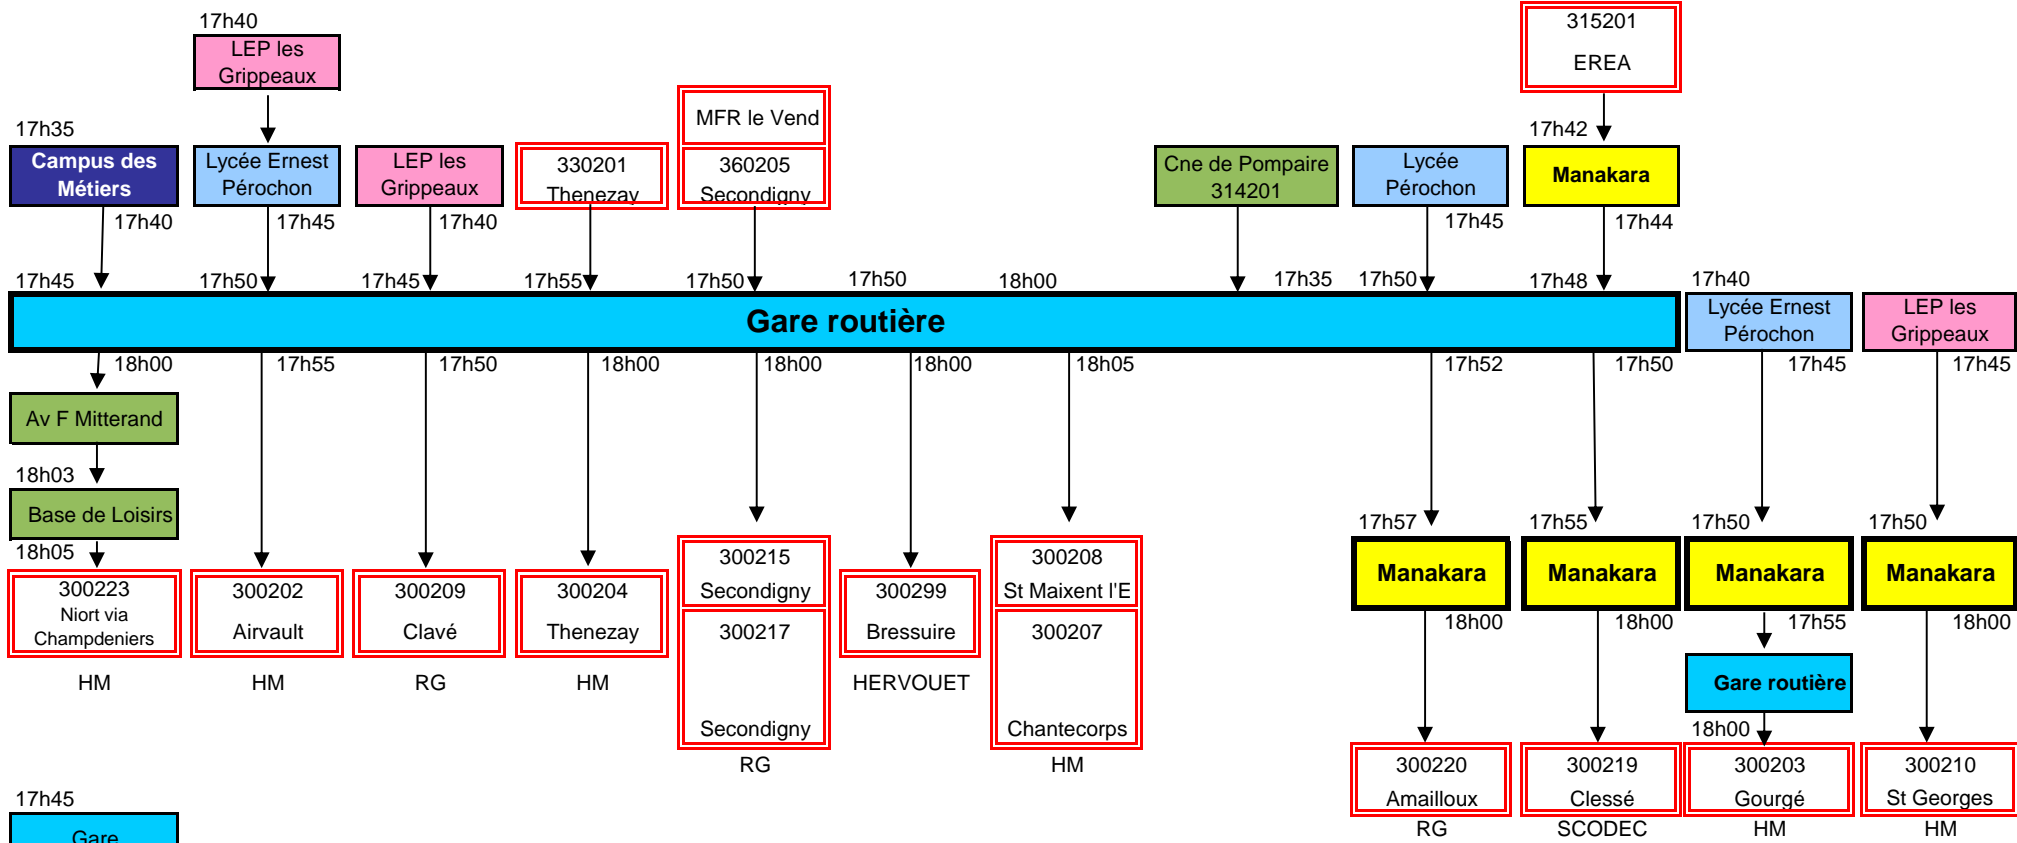 17h40
315201
LEP les
Grippeaux
EREA
MFR le Vend
17h35
17h42
Campus des
Métiers
Lycée Ernest
Pérochon
LEP les
Grippeaux
330201
Thenezay
360205
Secondigny
Cne de Pompaire
314201
Lycée
Pérochon
Manakara
17h40
17h45
17h40
17h45
17h44
17h45
17h50
17h45
17h55
17h50
17h50
18h00
17h35
17h50
17h48
17h40
Gare routière
Lycée Ernest
Pérochon
LEP les
Grippeaux
18h00
17h55
17h50
18h00
18h00
18h00
18h05
17h52
17h50
17h45
17h45
Av F Mitterand
18h03
Base de Loisirs
18h05
17h57
17h55
17h50
17h50
Manakara
Manakara
Manakara
Manakara
18h00
18h00
17h55
18h00
300223
Niort via
Champdeniers
300202
Airvault
300209
Clavé
300204
Thenezay
300215
Secondigny
300217
Secondigny
300299
Bressuire
300208
St Maixent l'E
300207
Chantecorps
HM
HM
RG
HM
HERVOUET
RG
HM
Gare routière
18h00
300220
Amailloux
300219
Clessé
300203
Gourgé
300210
St Georges
RG
SCODEC
HM
HM
17h45
Gare